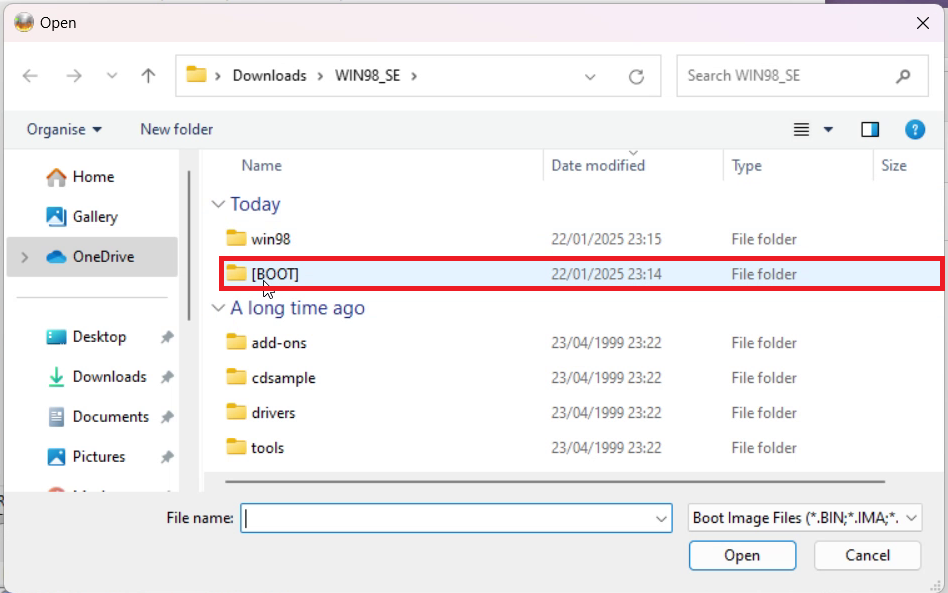 Open
Downloads > WIN98_SE >
Search WIN98_SE
Organise New folder
Name Date modified Type Size
Home
Gallery
OneDrive
Desktop
Downloads
Documents
Pictures
Today
win98 22/01/2025 23:15 File folder
[BOOT] 22/01/2025 23:14 File folder
A long time ago
add-ons 23/04/1999 23:22 File folder
cdsample 23/04/1999 23:22 File folder
drivers 23/04/1999 23:22 File folder
tools 23/04/1999 23:22 File folder
File name: Boot Image Files (*.BIN;*.IMA;*.
Open Cancel